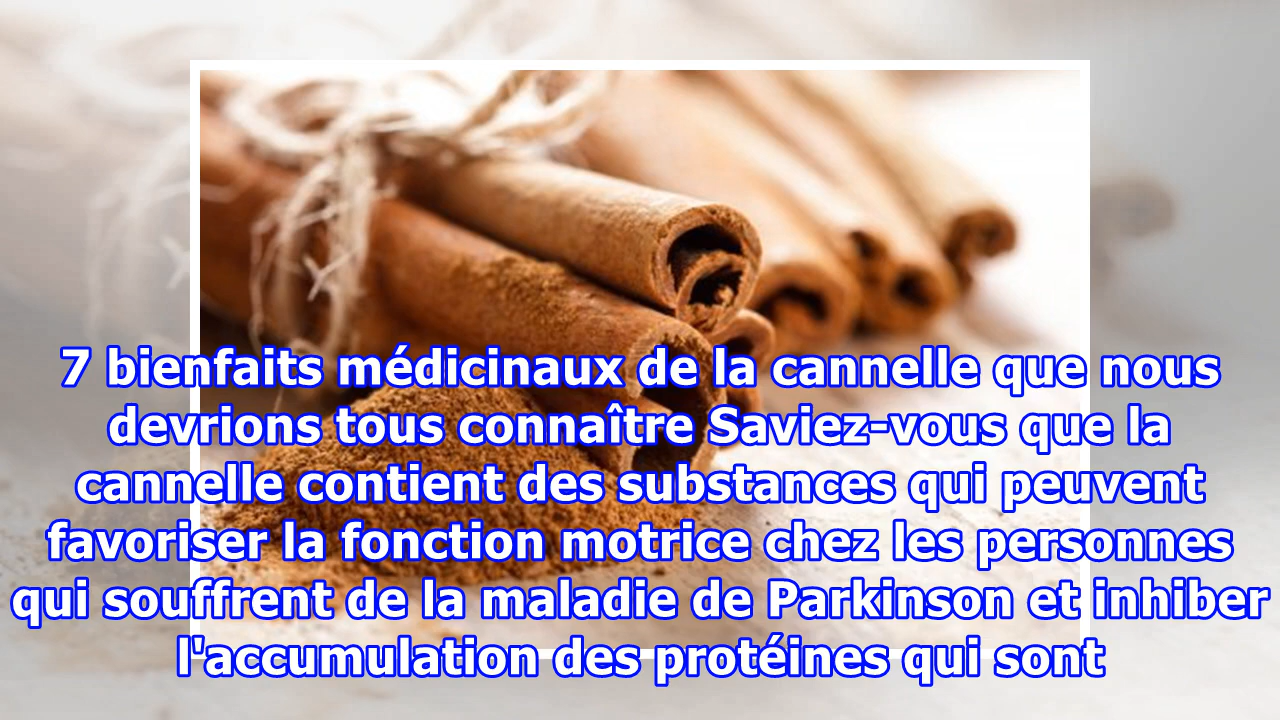 7 bienfaits médicinaux de la cannelle que nous
devrions tous connaître Saviez-vous que la
cannelle contient des substances qui peuvent
favoriser la fonction motrice chez les personnes
qui souffrent de la maladie de Parkinson et inhiber
l'accumulation des protéines qui sont